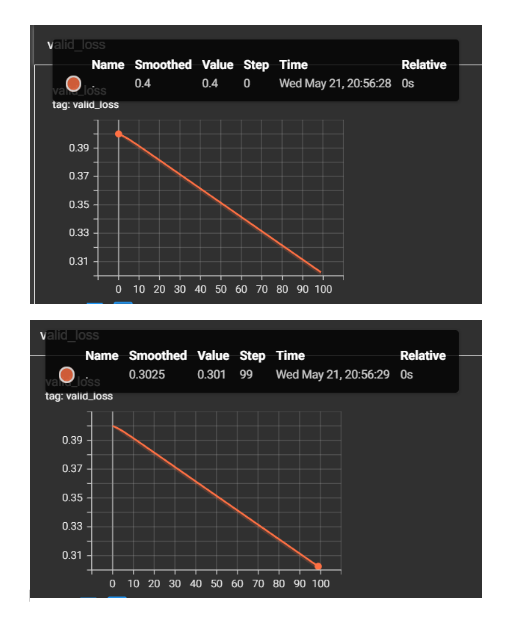 valid_loss
Name Smoothed Value Step Time Relative
. 0.4 0.4 0 Wed May 21, 20:56:28 0s
valid_loss
tag: valid_loss
0.39
0.37
0.35
0.33
0.31
0 10 20 30 40 50 60 70 80 90 100
valid_loss
Name Smoothed Value Step Time Relative
. 0.3025 0.301 99 Wed May 21, 20:56:29 0s
valid_loss
tag: valid_loss
0.39
0.37
0.35
0.33
0.31
0 10 20 30 40 50 60 70 80 90 100